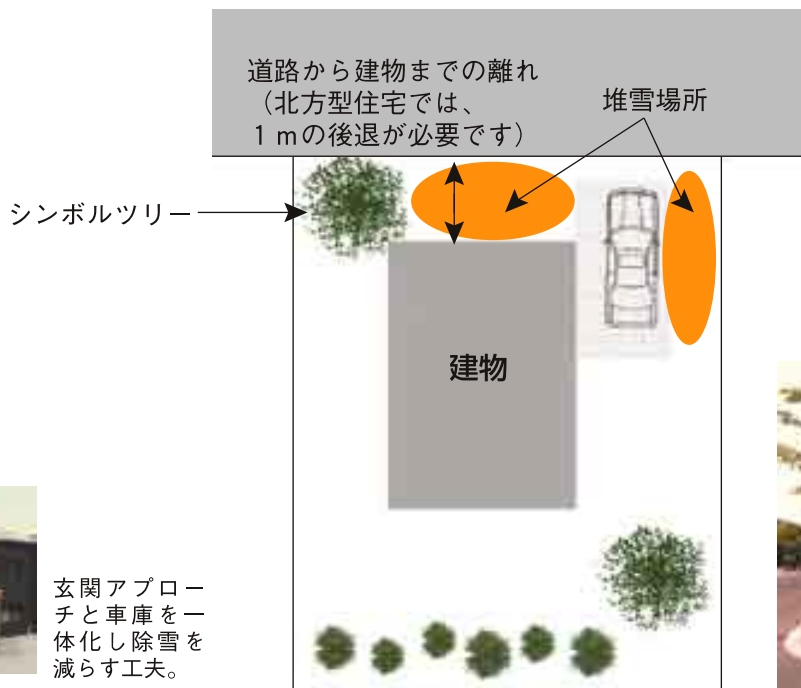 道路から建物までの離れ
（北方型住宅では、
１ｍの後退が必要です）
堆雪場所
シンボルツリー
建物
玄関アプロー
チと車庫を一
体化し除雪を
減らす工夫。